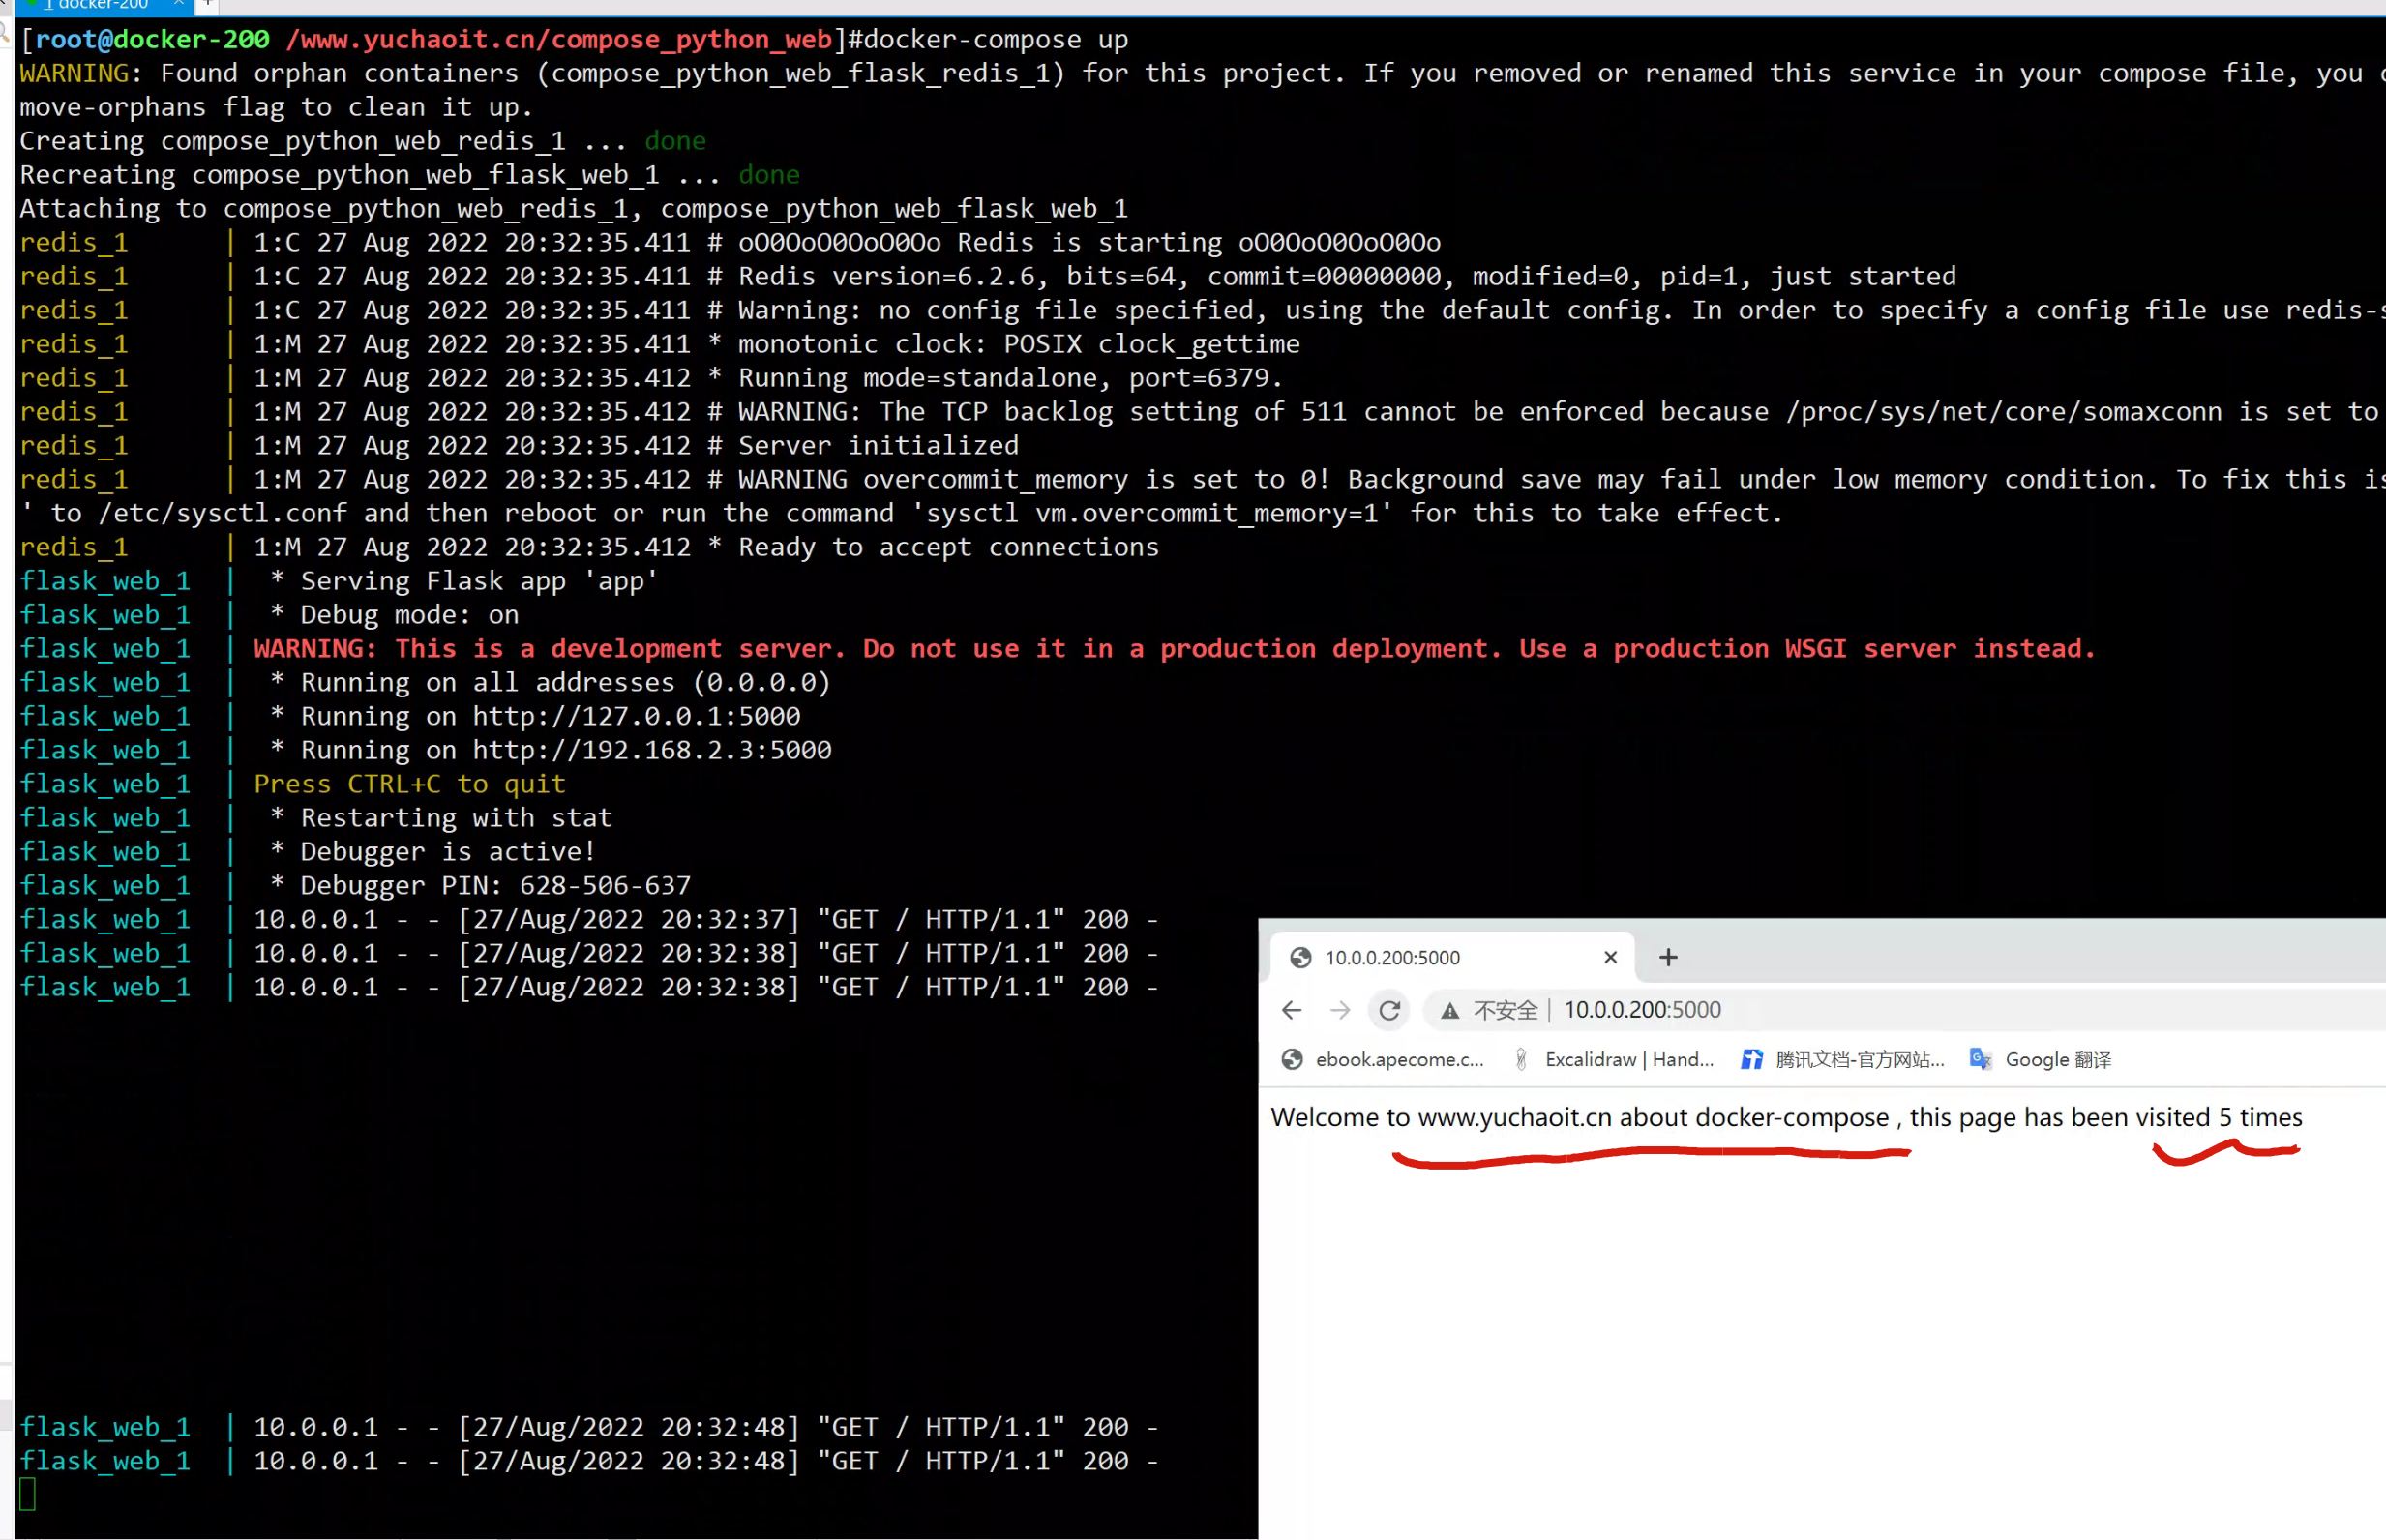 1 docker-200
[root@docker-200 /www.yuchaoit.cn/compose_python_web]#docker-compose up
WARNING: Found orphan containers (compose_python_web_flask_redis_1) for this project. If you removed or renamed this service in your compose file, you
move-orphans flag to clean it up.
Creating compose_python_web_redis_1 ... done
Recreating compose_python_web_flask_web_1 ... done
Attaching to compose_python_web_redis_1, compose_python_web_flask_web_1
redis_1      | 1:C 27 Aug 2022 20:32:35.411 # oO0OoO0OoO0Oo Redis is starting oO0OoO0OoO0Oo
redis_1      | 1:C 27 Aug 2022 20:32:35.411 # Redis version=6.2.6, bits=64, commit=00000000, modified=0, pid=1, just started
redis_1      | 1:C 27 Aug 2022 20:32:35.411 # Warning: no config file specified, using the default config. In order to specify a config file use redis-s
redis_1      | 1:M 27 Aug 2022 20:32:35.411 * monotonic clock: POSIX clock_gettime
redis_1      | 1:M 27 Aug 2022 20:32:35.412 * Running mode=standalone, port=6379.
redis_1      | 1:M 27 Aug 2022 20:32:35.412 # WARNING: The TCP backlog setting of 511 cannot be enforced because /proc/sys/net/core/somaxconn is set to
redis_1      | 1:M 27 Aug 2022 20:32:35.412 # Server initialized
redis_1      | 1:M 27 Aug 2022 20:32:35.412 # WARNING overcommit_memory is set to 0! Background save may fail under low memory condition. To fix this is
' to /etc/sysctl.conf and then reboot or run the command 'sysctl vm.overcommit_memory=1' for this to take effect.
redis_1      | 1:M 27 Aug 2022 20:32:35.412 * Ready to accept connections
flask_web_1  |  * Serving Flask app 'app'
flask_web_1  |  * Debug mode: on
flask_web_1  | WARNING: This is a development server. Do not use it in a production deployment. Use a production WSGI server instead.
flask_web_1  |  * Running on all addresses (0.0.0.0)
flask_web_1  |  * Running on http://127.0.0.1:5000
flask_web_1  |  * Running on http://192.168.2.3:5000
flask_web_1  | Press CTRL+C to quit
flask_web_1  |  * Restarting with stat
flask_web_1  |  * Debugger is active!
flask_web_1  |  * Debugger PIN: 628-506-637
flask_web_1  | 10.0.0.1 - - [27/Aug/2022 20:32:37] "GET / HTTP/1.1" 200 -
flask_web_1  | 10.0.0.1 - - [27/Aug/2022 20:32:38] "GET / HTTP/1.1" 200 -
flask_web_1  | 10.0.0.1 - - [27/Aug/2022 20:32:38] "GET / HTTP/1.1" 200 -
flask_web_1  | 10.0.0.1 - - [27/Aug/2022 20:32:48] "GET / HTTP/1.1" 200 -
flask_web_1  | 10.0.0.1 - - [27/Aug/2022 20:32:48] "GET / HTTP/1.1" 200 -
10.0.0.200:5000
不安全 | 10.0.0.200:5000
ebook.apecome.c... Excalidraw | Hand... 腾讯文档-官方网站... Google 翻译
Welcome to www.yuchaoit.cn about docker-compose , this page has been visited 5 times